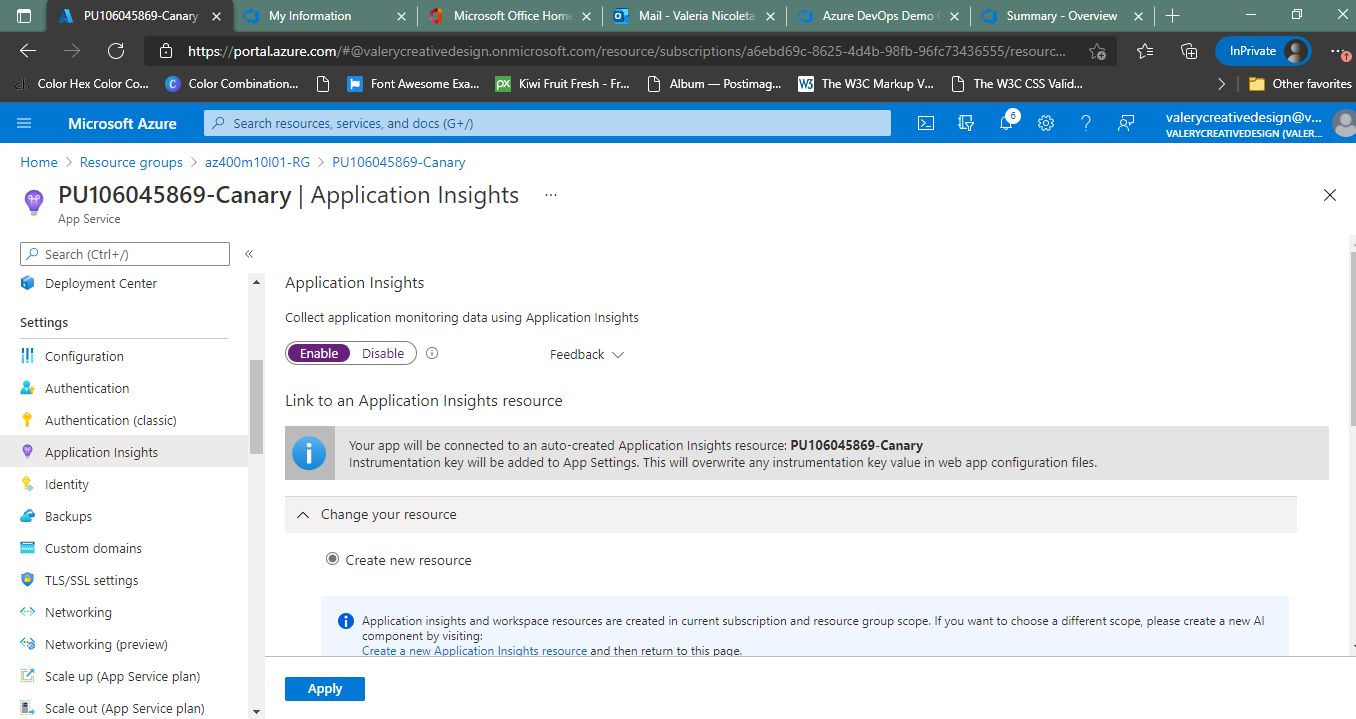 PU106045869-Canary
My Information
Microsoft Office Home
Mail - Valeria Nicoleta
Azure DevOps Demo
Summary - Overview
https://portal.azure.com/#@valerycreativedesign.onmicrosoft.com/resource/subscriptions/a6ebd69c-8625-4d4b-98fb-96fc73436555/resourc...
InPrivate
Color Hex Color Co...
Color Combination...
Font Awesome Exa...
Kiwi Fruit Fresh - Fr...
Album — Postimag...
The W3C Markup V...
The W3C CSS Valid...
Other favorites
Microsoft Azure
Search resources, services, and docs (G+/)
6
valerycreativedesign@v...
VALERYCREATIVEDESIGN (VALER...
Home > Resource groups > az400m10l01-RG > PU106045869-Canary
PU106045869-Canary | Application Insights ...
App Service
Search (Ctrl+/)
«
Deployment Center
Settings
Configuration
Authentication
Authentication (classic)
Application Insights
Identity
Backups
Custom domains
TLS/SSL settings
Networking
Networking (preview)
Scale up (App Service plan)
Scale out (App Service plan)
Application Insights
Collect application monitoring data using Application Insights
Enable Disable
Feedback
Link to an Application Insights resource
Your app will be connected to an auto-created Application Insights resource: PU106045869-Canary
Instrumentation key will be added to App Settings. This will overwrite any instrumentation key value in web app configuration files.
Change your resource
Create new resource
Application insights and workspace resources are created in current subscription and resource group scope. If you want to choose a different scope, please create a new AI
component by visiting:
Create a new Application Insights resource and then return to this page.
Apply